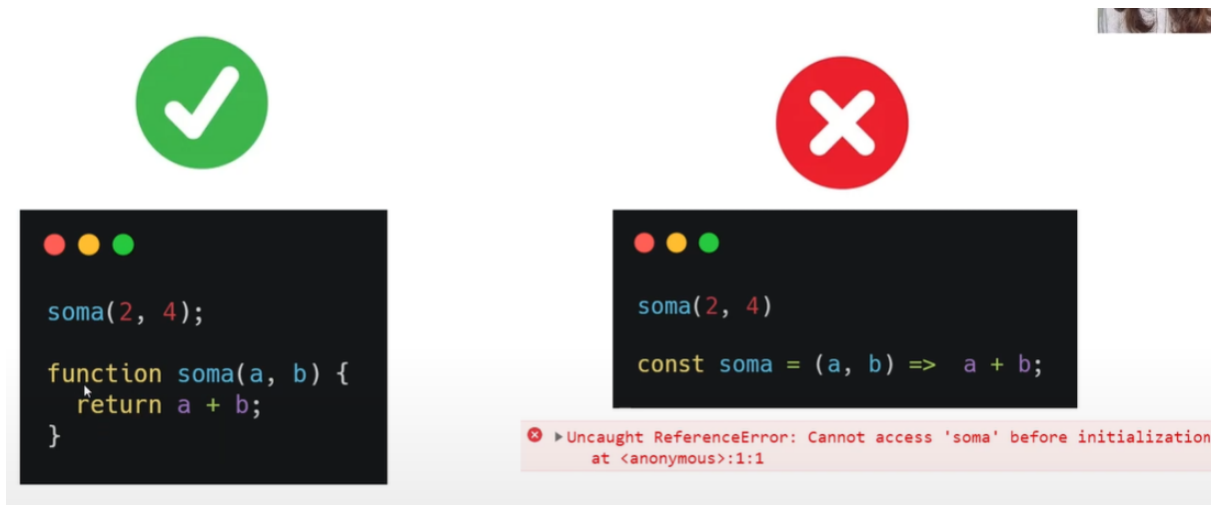 soma(2, 4);
function soma(a, b) {
return a + b;
}
soma(2, 4)
const soma = (a, b) => a + b;
Uncaught ReferenceError: Cannot access 'soma' before initialization
at <anonymous>:1:1